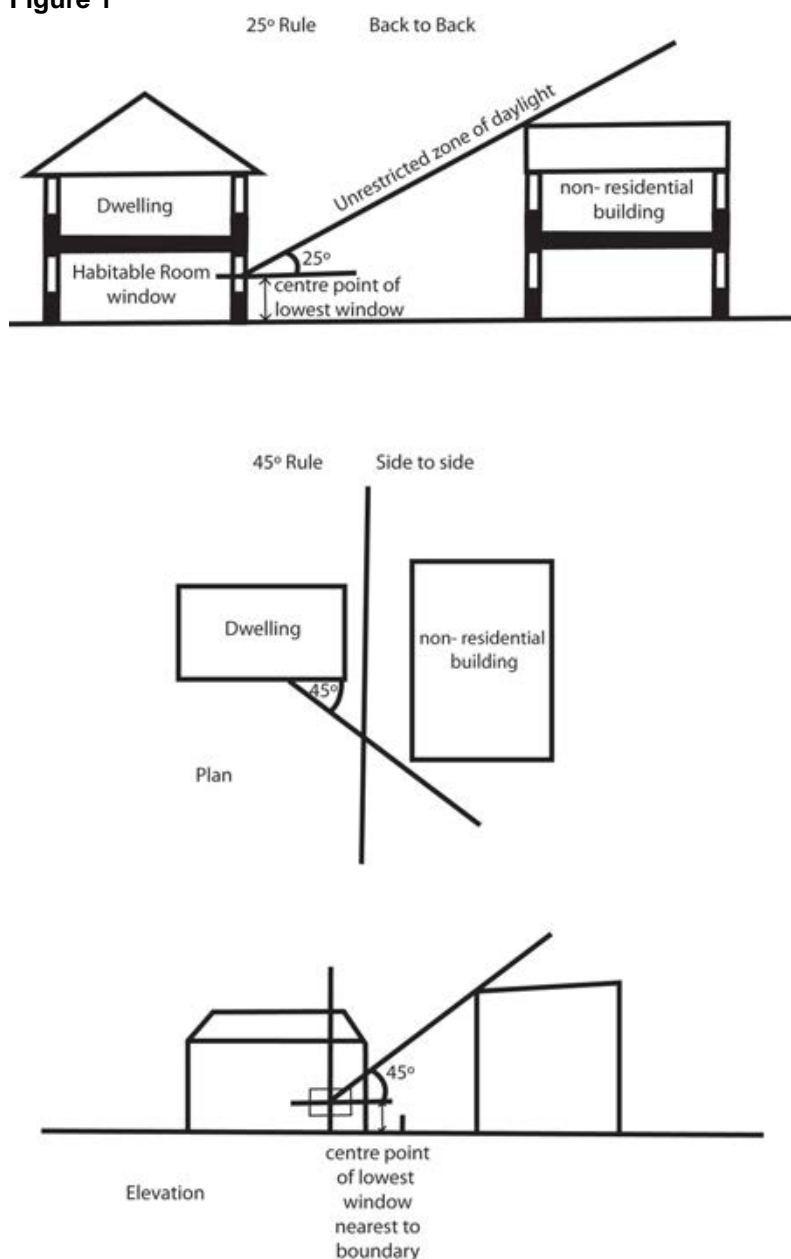 Figure 1
25º Rule Back to Back
Unrestricted zone of daylight
Dwelling
non- residential
building
Habitable Room
window
25º
centre point of
lowest window
45º Rule Side to side
Dwelling
non- residential
building
45º
Plan
45º
centre point
of lowest
window
nearest to
boundary
Elevation